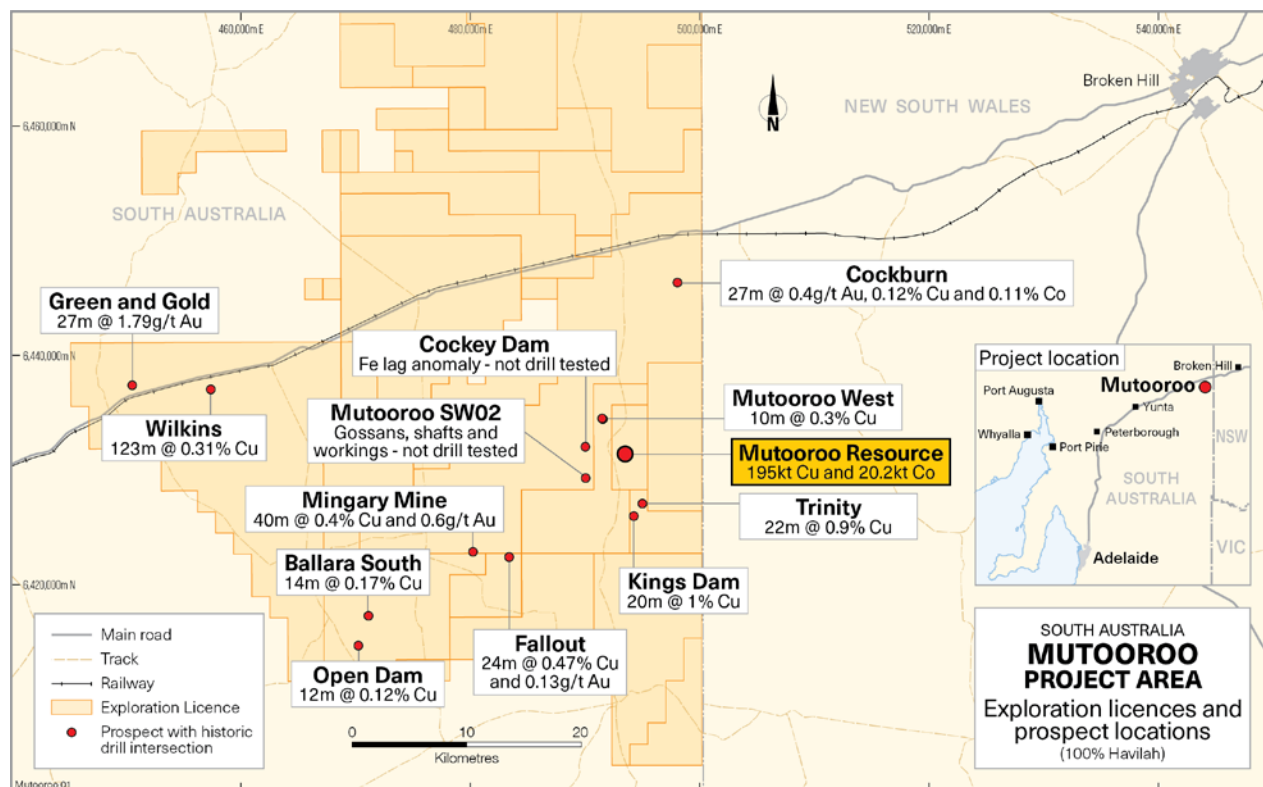 460,000mE
480,000mE
500,000mE
520,000mE
540,000mE
Broken Hill
NEW SOUTH WALES
N
6,450,000m N
SOUTH AUSTRALIA
Cockburn
27m @ 0.4g/t Au, 0.12% Cu and 0.11% Co
Green and Gold
27m @ 1.79g/t Au
Cockey Dam
Fe lag anomaly - not drill tested
6,440,000m N
Mutooroo West
10m @ 0.3% Cu
Mutooroo SW02
Gossans, shafts and
workings - not drill tested
Wilkins
123m @ 0.31% Cu
Mutooroo Resource
195kt Cu and 20.2kt Co
Mingary Mine
40m @ 0.4% Cu and 0.6g/t Au
Trinity
22m @ 0.9% Cu
Ballara South
14m @ 0.17% Cu
Kings Dam
20m @ 1% Cu
6,420,000m N
Fallout
24m @ 0.47% Cu
and 0.13g/t Au
Open Dam
12m @ 0.12% Cu
Project location
Broken Hill
Mutooroo
Port Augusta
Yunta
Whyalla
Peterborough
Port Pirie
NSW
SOUTH
AUSTRALIA
VIC
Adelaide
Main road
Track
Railway
Exploration Licence
Prospect with historic
drill intersection
0
10
20
Kilometres
SOUTH AUSTRALIA
MUTOOROO
PROJECT AREA
Exploration licences and
prospect locations
(100% Havilah)